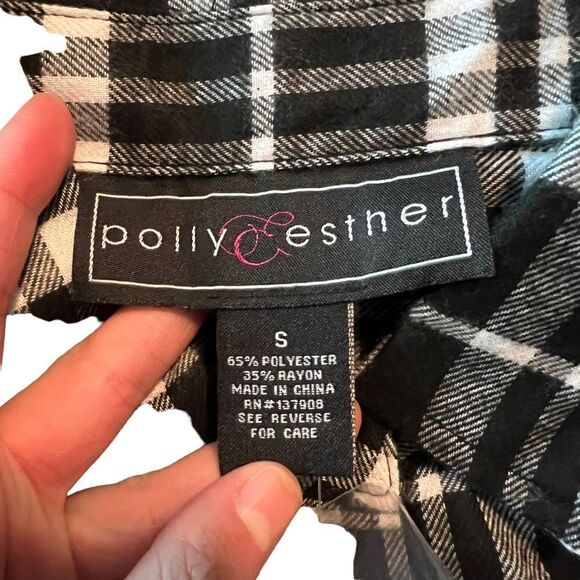 polly & esther
S
65% POLYESTER
35% RAYON
MADE IN CHINA
RN#137908
SEE REVERSE
FOR CARE